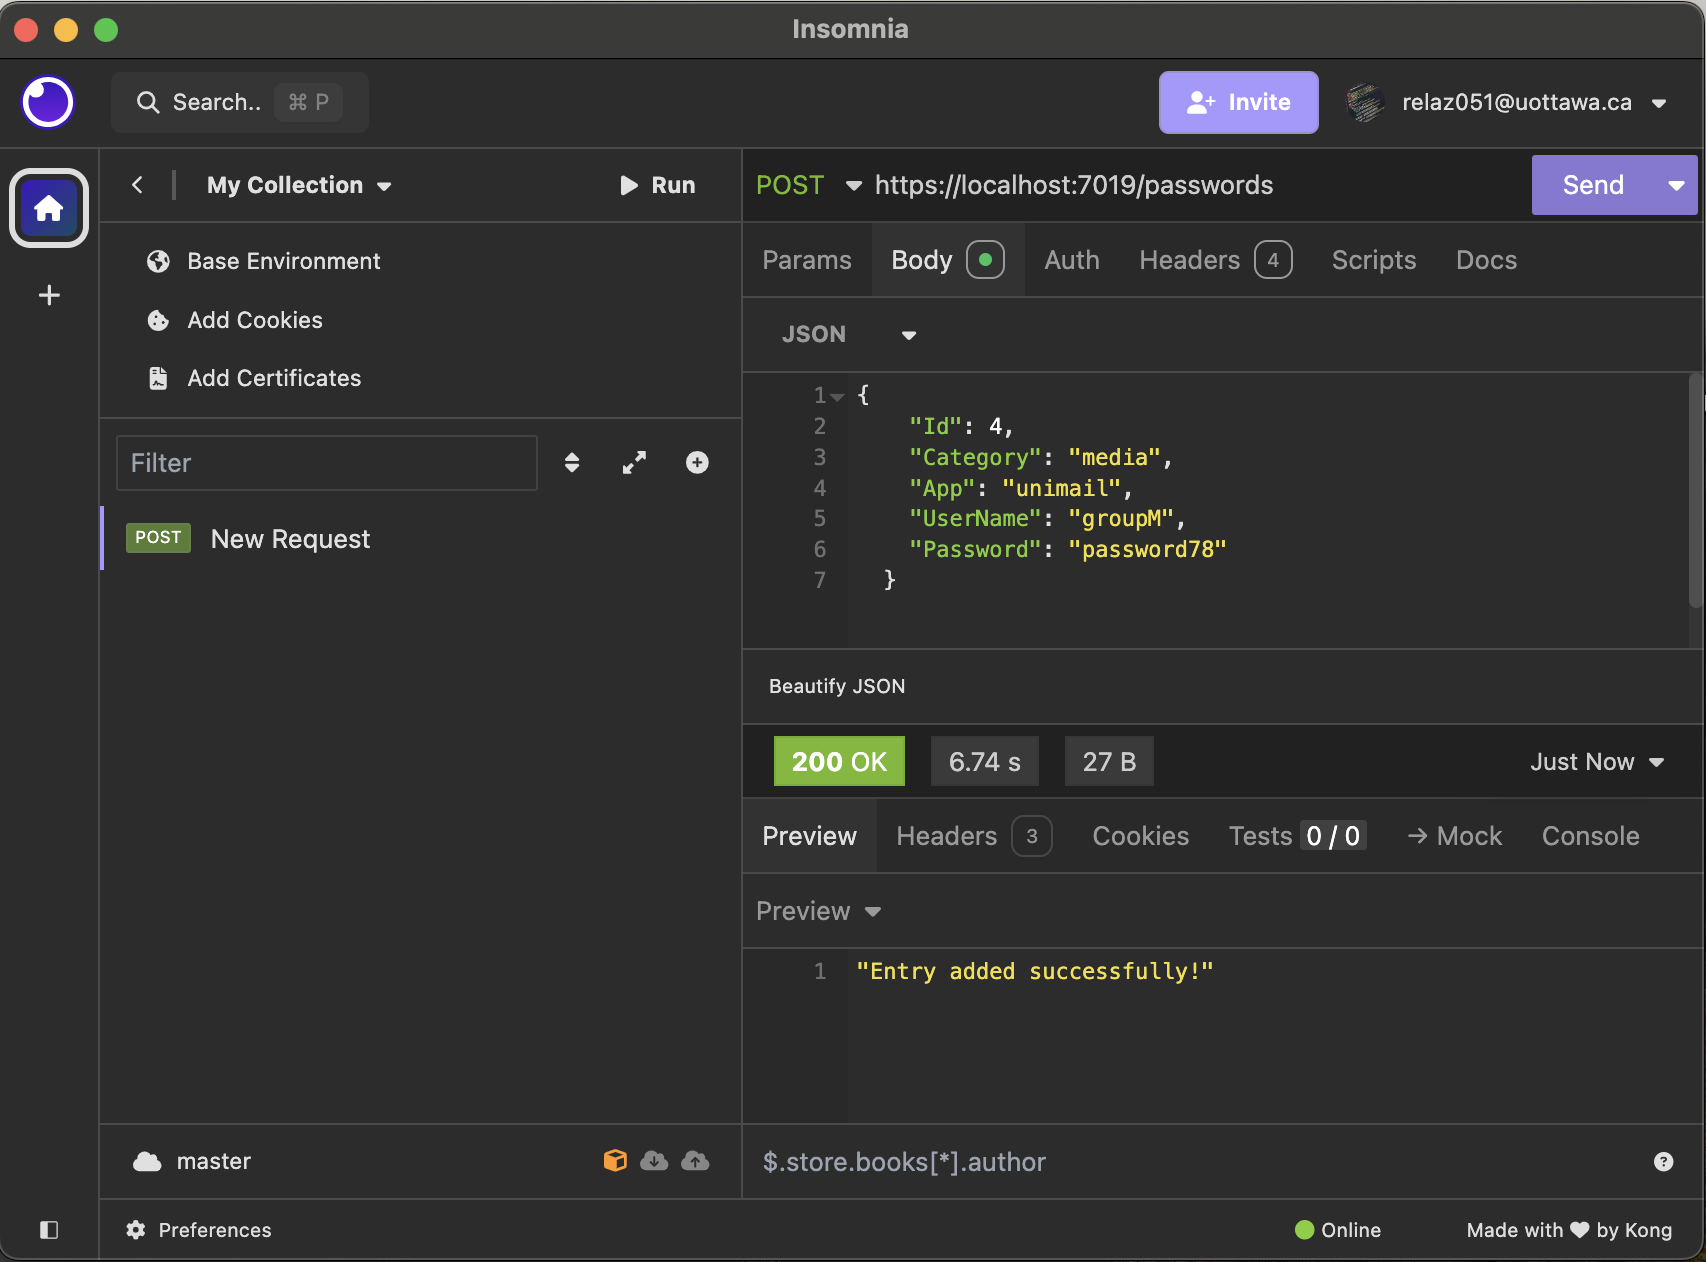 Insomnia
Search.. ⌘ P
Invite
relaz051@uottawa.ca
My Collection
Run
POST https://localhost:7019/passwords
Send
Base Environment
Add Cookies
Add Certificates
Filter
POST New Request
Params Body Auth Headers 4 Scripts Docs
JSON
1 {
2 "Id": 4,
3 "Category": "media",
4 "App": "unimail",
5 "UserName": "groupM",
6 "Password": "password78"
7 }
Beautify JSON
200 OK 6.74 s 27 B Just Now
Preview Headers 3 Cookies Tests 0 / 0 → Mock Console
Preview
1 "Entry added successfully!"
master
$.store.books[*].author
?
Preferences
Online
Made with ♥ by Kong